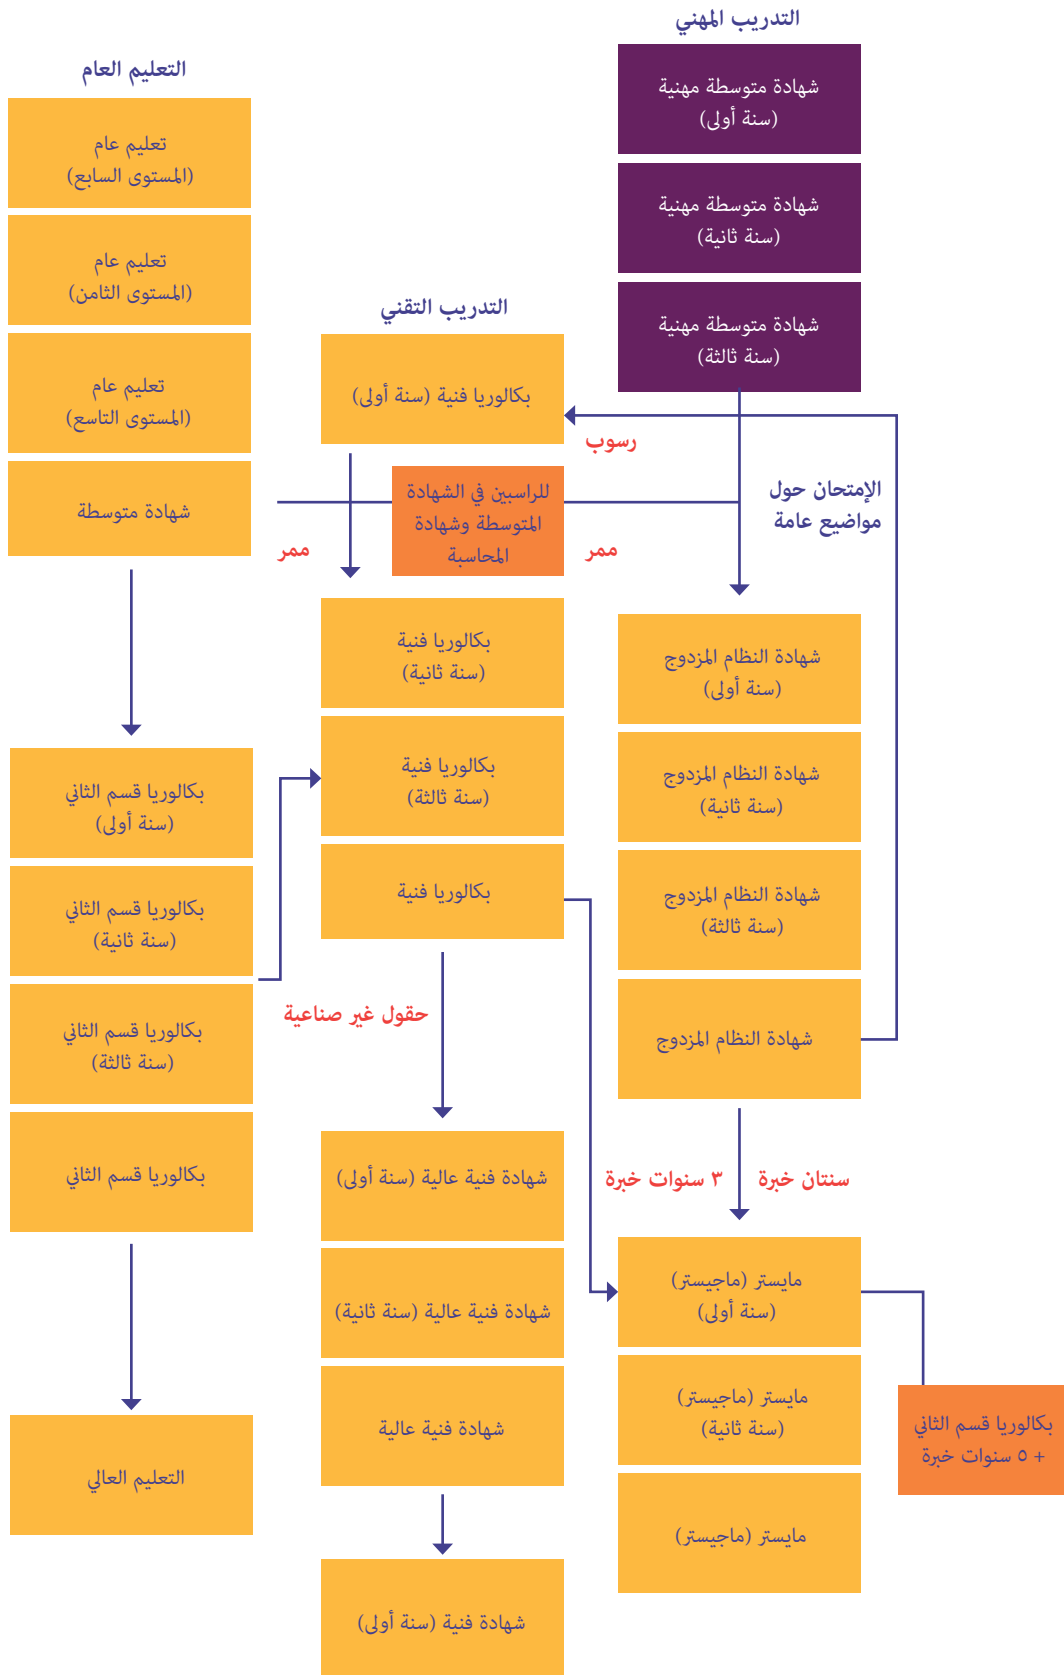 التدريب المهني
شهادة متوسطة مهنية
(سنة أولى)
شهادة متوسطة مهنية
(سنة ثانية)
شهادة متوسطة مهنية
(سنة ثالثة)
الإمتحان حول
مواضيع عامة
رسوب
ممر
شهادة النظام المزدوج
(سنة أولى)
شهادة النظام المزدوج
(سنة ثانية)
شهادة النظام المزدوج
(سنة ثالثة)
شهادة النظام المزدوج
سنتان خبرة
٣ سنوات خبرة
مايستر (ماجيستر)
(سنة أولى)
مايستر (ماجيستر)
(سنة ثانية)
مايستر (ماجيستر)
بكالوريا قسم الثاني
+ ٥ سنوات خبرة
التدريب التقني
بكالوريا فنية (سنة أولى)
للراسبين في الشهادة
المتوسطة وشهادة
المحاسبة
بكالوريا فنية
(سنة ثانية)
بكالوريا فنية
(سنة ثالثة)
بكالوريا فنية
حقول غير صناعية
شهادة فنية عالية (سنة أولى)
شهادة فنية عالية (سنة ثانية)
شهادة فنية عالية
شهادة فنية (سنة أولى)
التعليم العام
تعليم عام
(المستوى السابع)
تعليم عام
(المستوى الثامن)
تعليم عام
(المستوى التاسع)
شهادة متوسطة
ممر
بكالوريا قسم الثاني
(سنة أولى)
بكالوريا قسم الثاني
(سنة ثانية)
بكالوريا قسم الثاني
(سنة ثالثة)
بكالوريا قسم الثاني
التعليم العالي